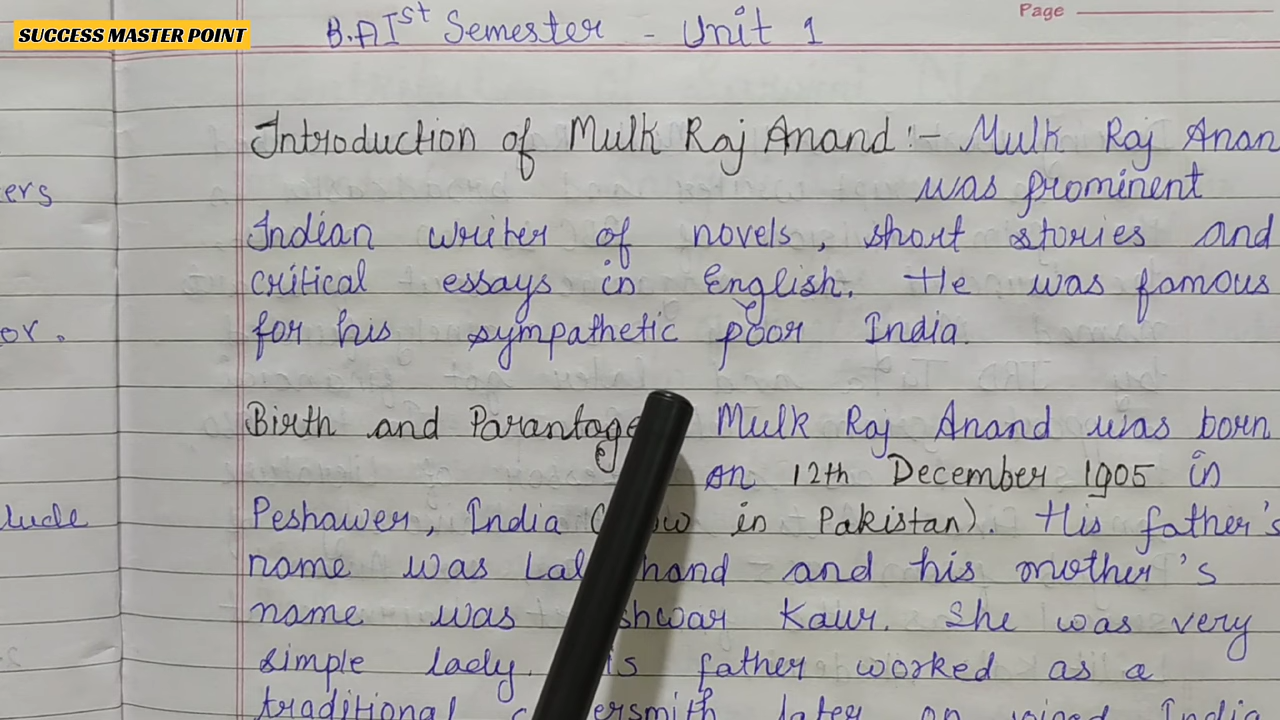 SUCCESS MASTER POINT
Page
B.A Ist Semester - Unit 1
Introduction of Mulk Raj Anand :- Mulk Raj Anan
was prominent
ers
Indian writer of novels, short stories and
critical essays in English. He was famous
or.
for his sympathetic poor India.
Birth and Parantage Mulk Raj Anand was born
on 12th December 1905 in
lude
Peshawer, India ( in Pakistan). His father's
name was Lal hand and his mother's
name was shwar Kaur. She was very
simple lady. is father worked as a
traditional ersmith later on joined India